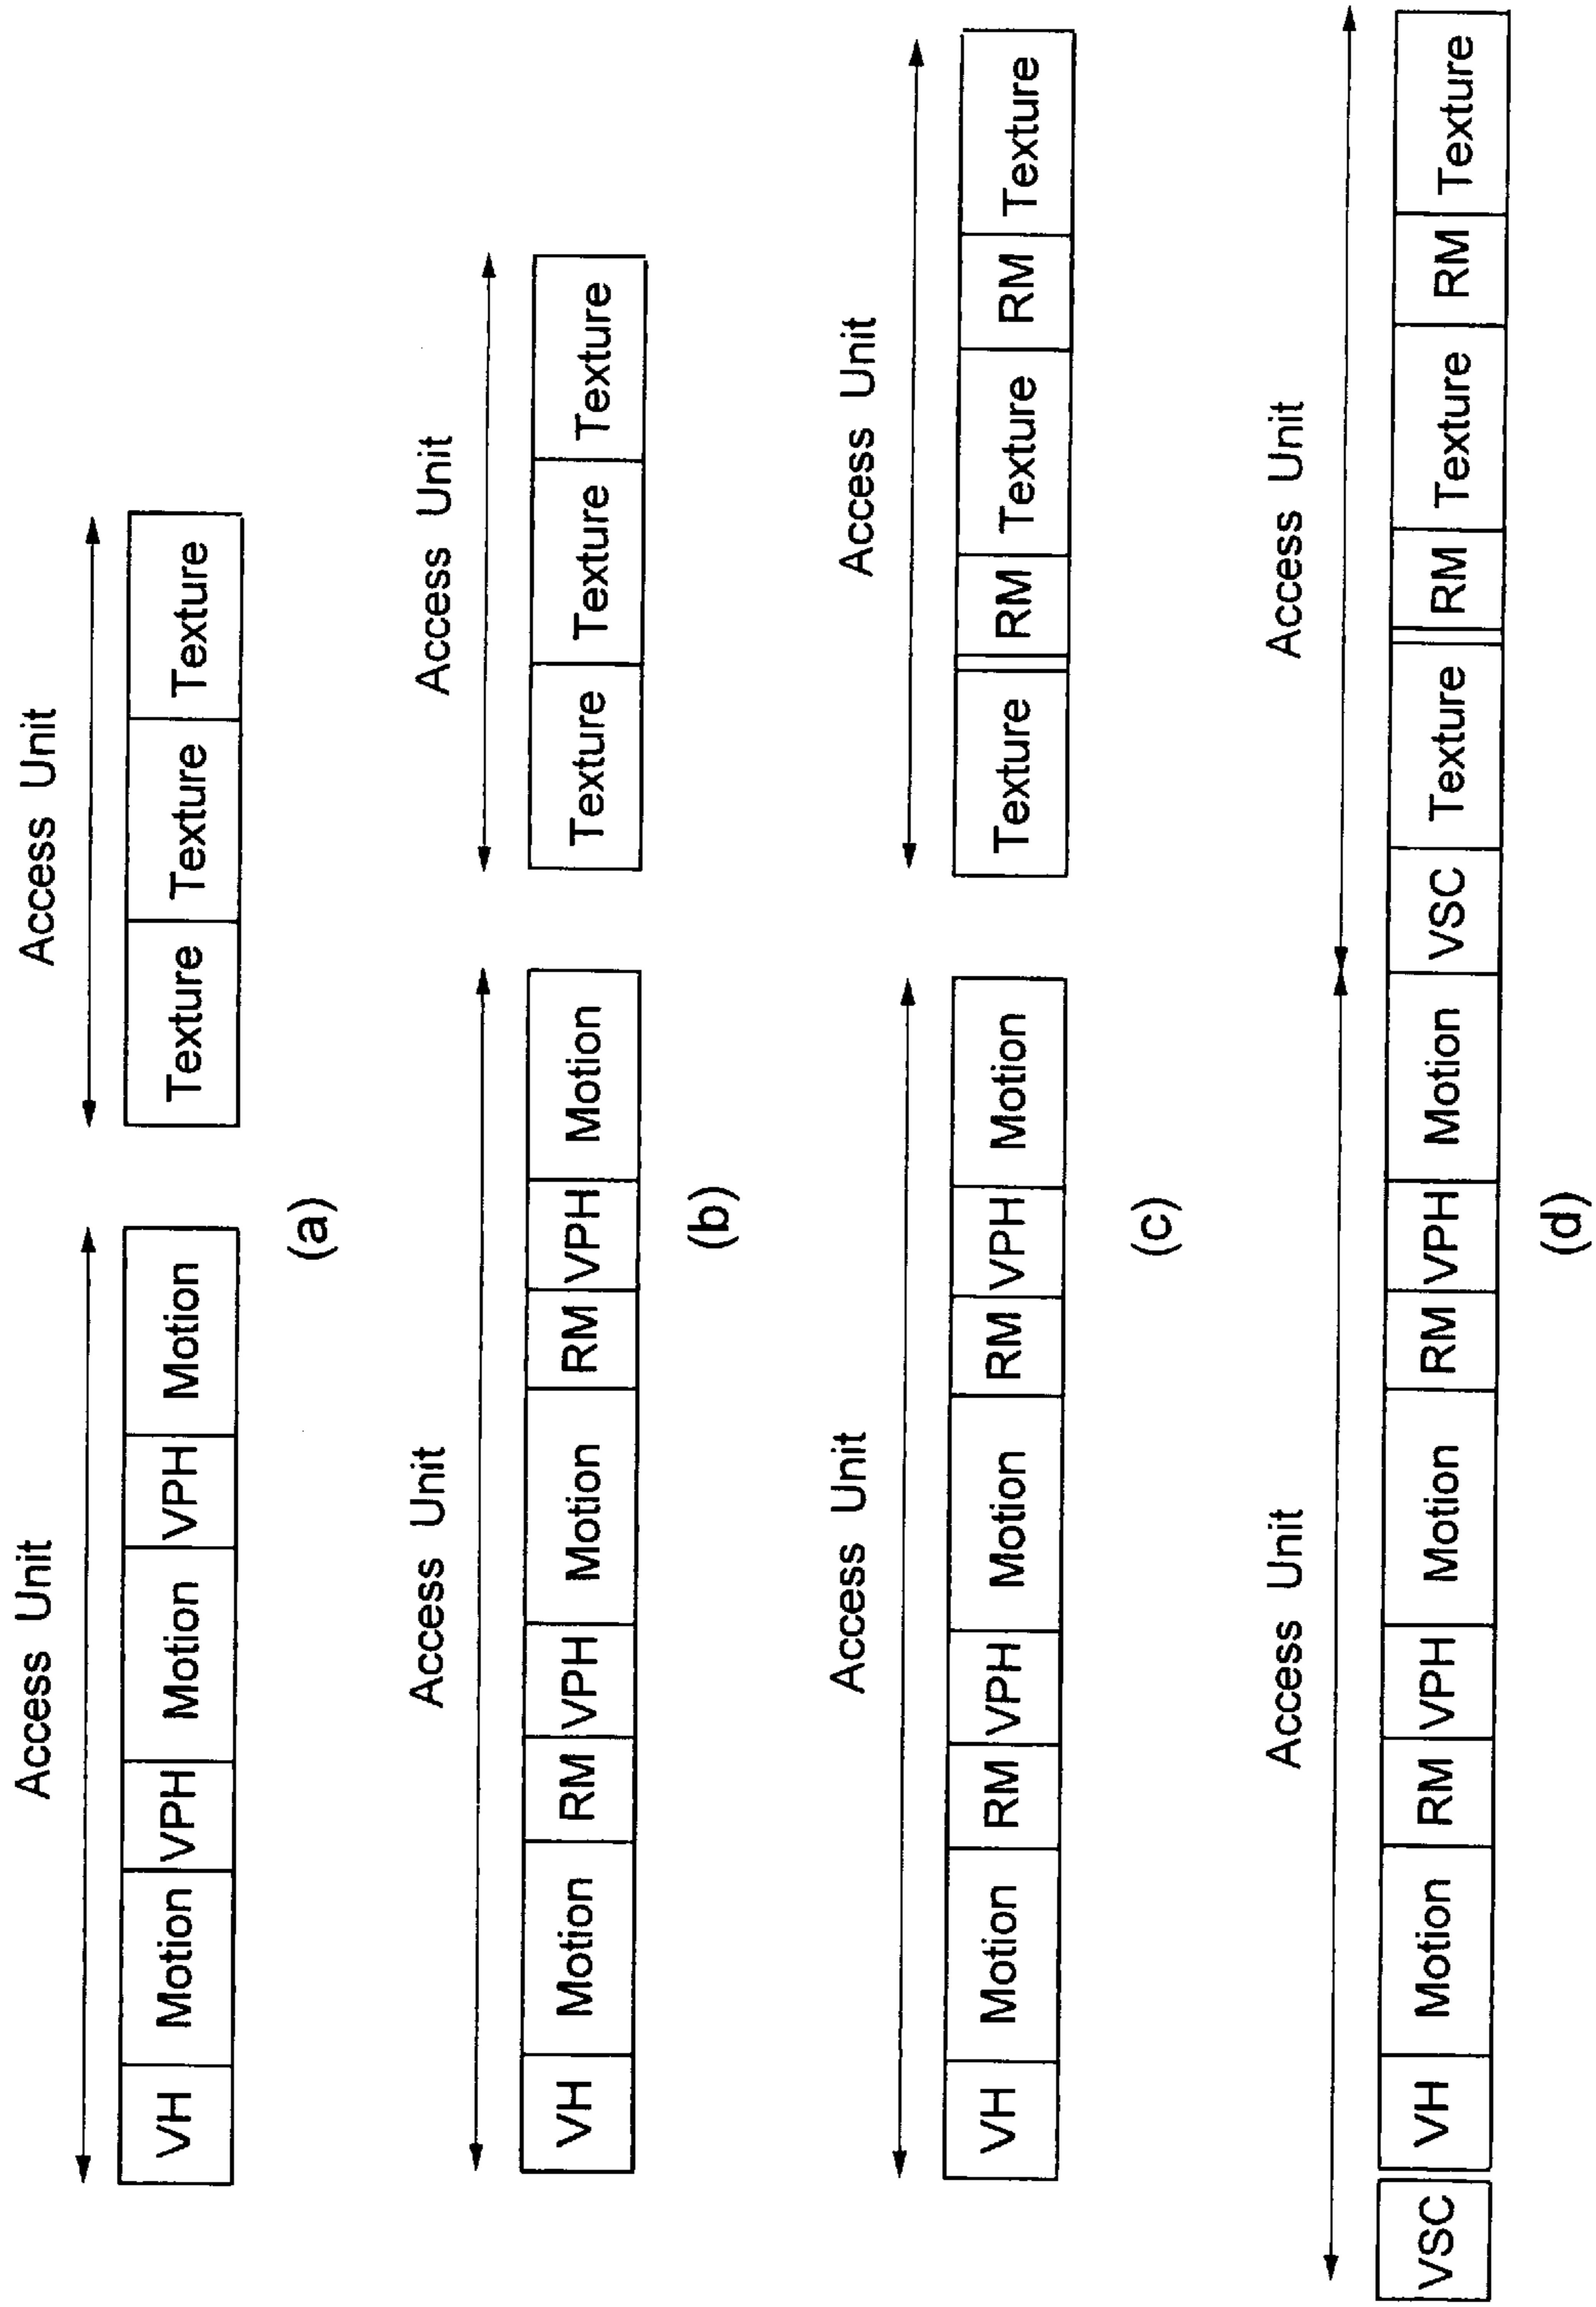 Access Unit Access Unit
VH Motion VPH Motion VPH Motion Texture Texture Texture
(a)
Access Unit Access Unit
VH Motion RM VPH Motion RM VPH Motion Texture Texture Texture
(b)
Access Unit Access Unit
VH Motion RM VPH Motion RM VPH Motion Texture RM Texture RM Texture
(c)
Access Unit Access Unit
VSC VH Motion RM VPH Motion RM VPH Motion VSC Texture RM Texture RM Texture
(d)